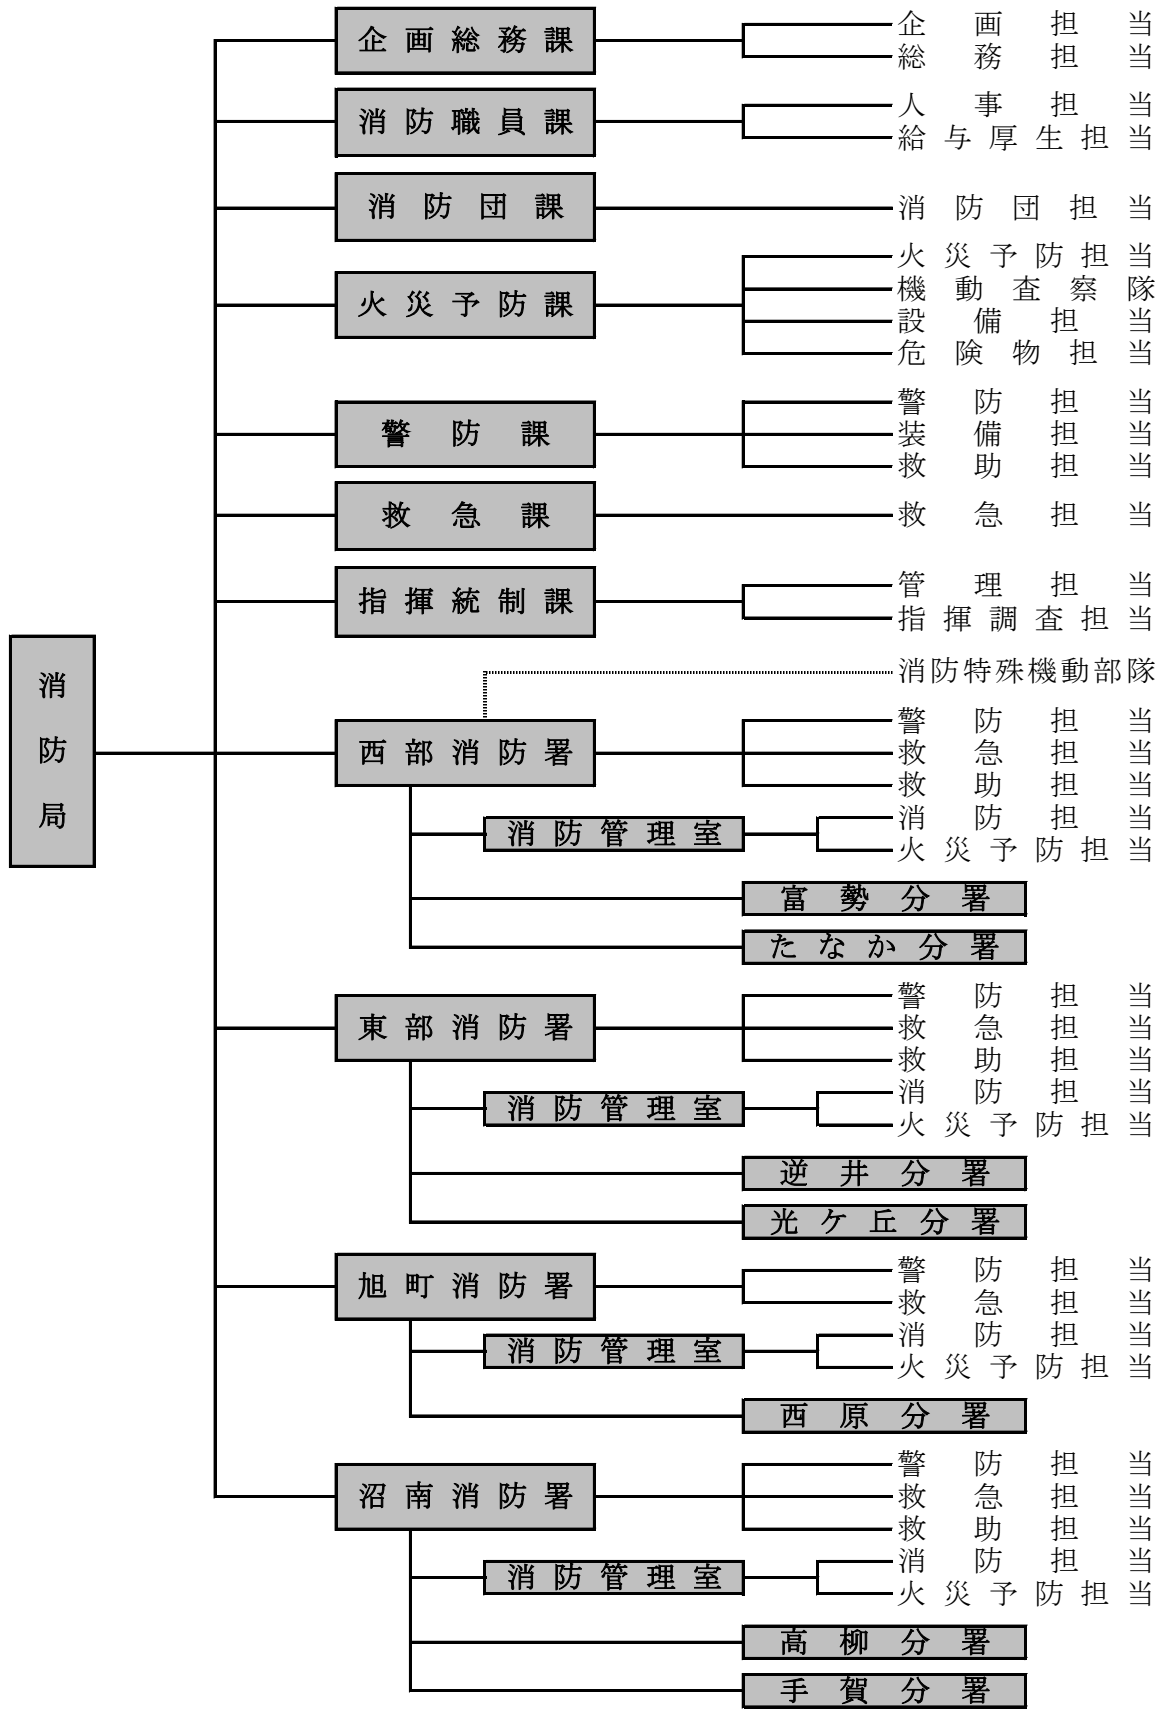 企画総務課
企画担当
総務担当
消防職員課
人事担当
給与厚生担当
消防団課
消防団担当
火災予防課
火災予防担当
機動査察隊
設備担当
危険物担当
警防課
警防担当
装備担当
救助担当
救急課
救急担当
指揮統制課
管理担当
指揮調査担当
消防局
消防特殊機動部隊
西部消防署
警防担当
救急担当
救助担当
消防管理室
消防担当
火災予防担当
富勢分署
たなか分署
東部消防署
警防担当
救急担当
救助担当
消防管理室
消防担当
火災予防担当
逆井分署
光ケ丘分署
旭町消防署
警防担当
救急担当
消防管理室
消防担当
火災予防担当
西原分署
沼南消防署
警防担当
救急担当
救助担当
消防管理室
消防担当
火災予防担当
高柳分署
手賀分署